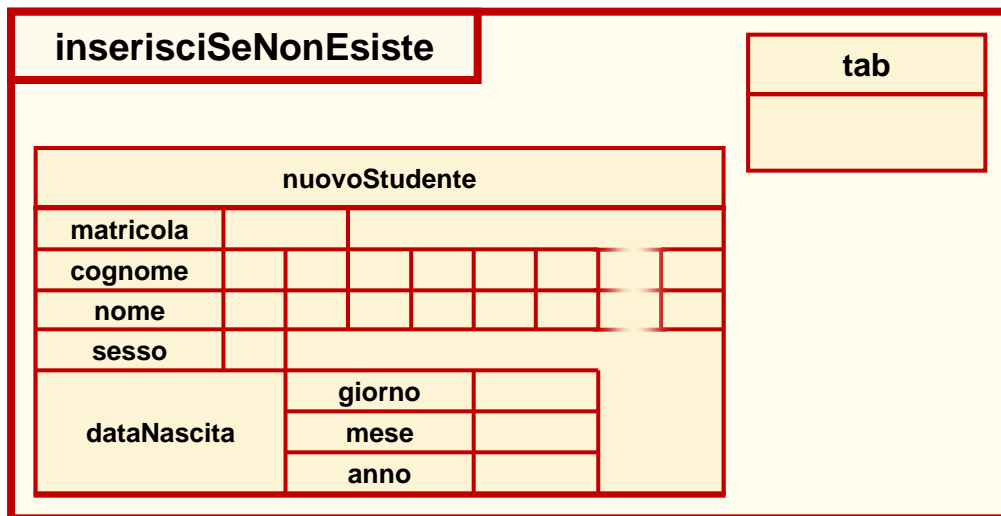 inserisciSeNonEsiste
tab
nuovoStudente
matricola
cognome
nome
sesso
dataNascita
giorno
mese
anno